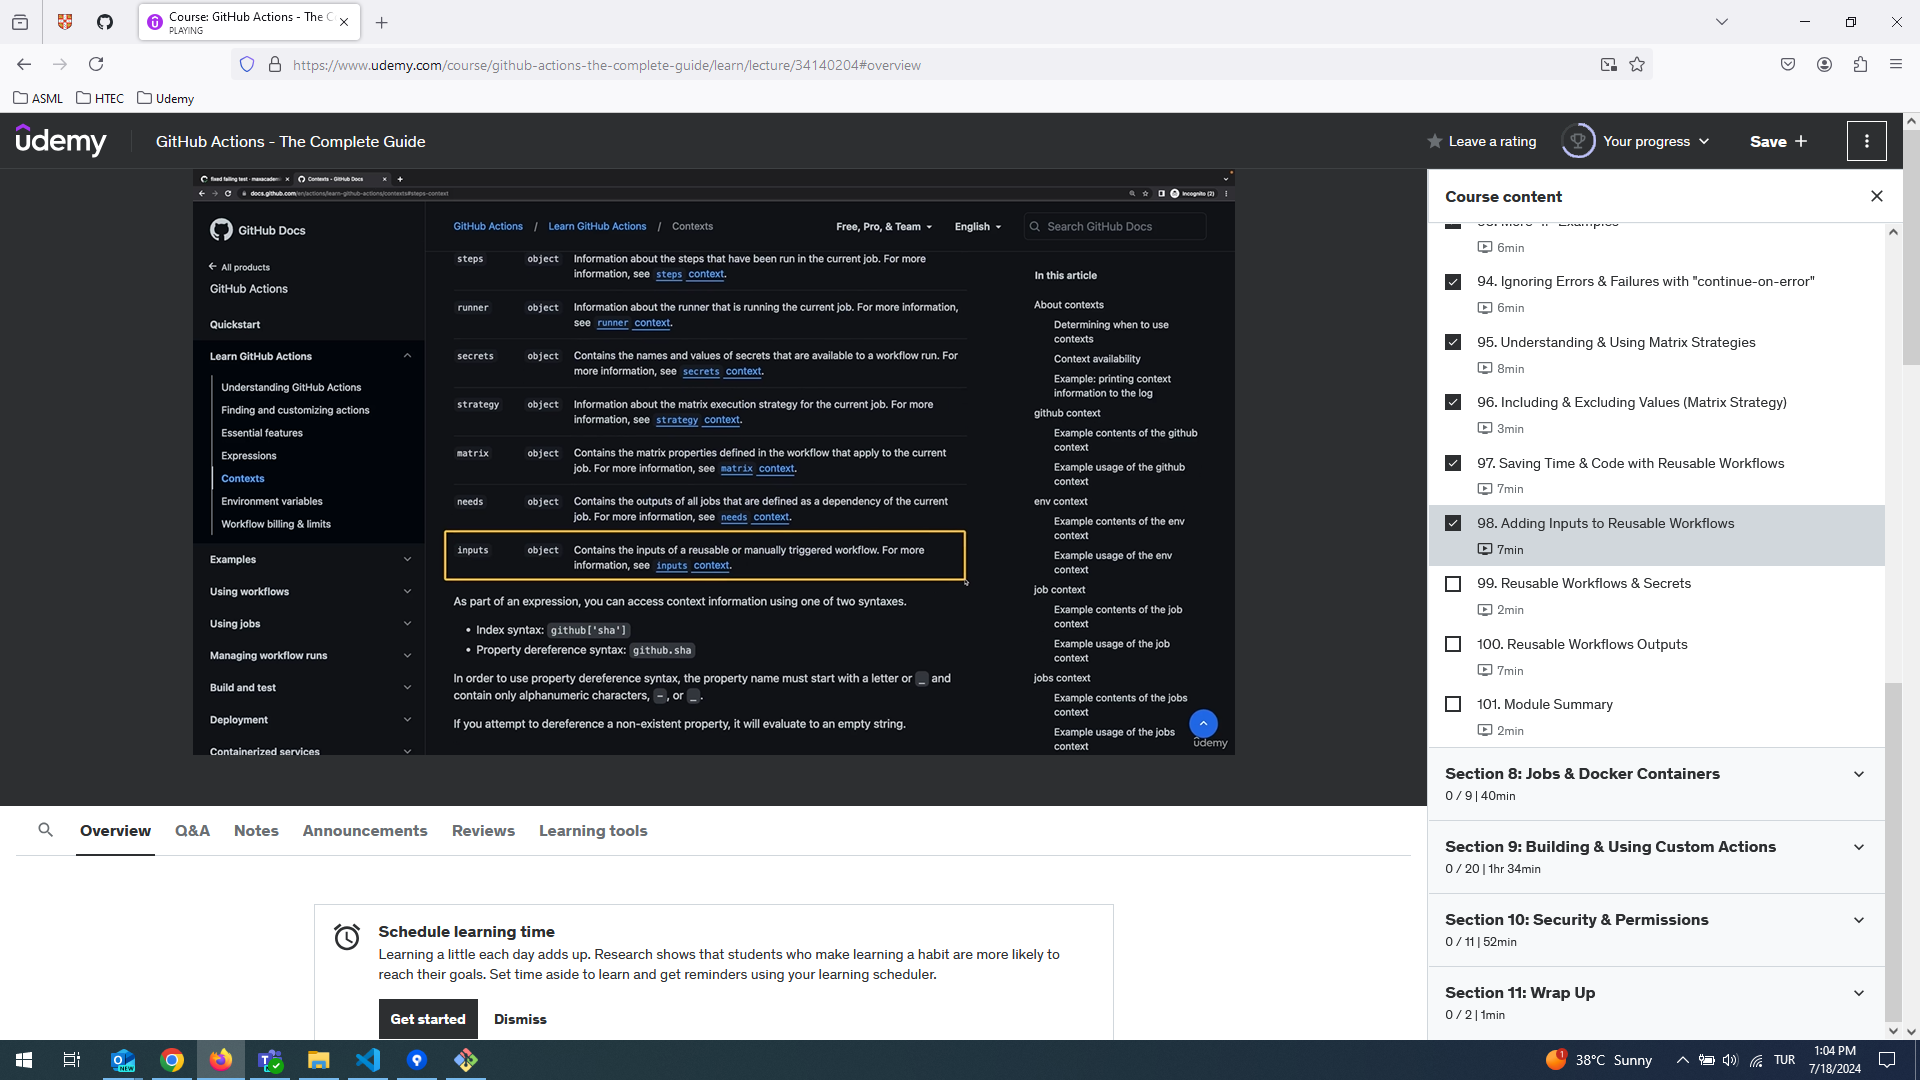 Course: GitHub Actions - The C
PLAYING
https://www.udemy.com/course/github-actions-the-complete-guide/learn/lecture/34140204#overview
ASML
HTEC
Udemy
udemy
GitHub Actions - The Complete Guide
Leave a rating
Your progress
Save
fixed failing test · maxacadem
Contexts - GitHub Docs
docs.github.com/en/actions/learn-github-actions/contexts#steps-context
Incognito (2)
GitHub Docs
GitHub Actions / Learn GitHub Actions / Contexts
Free, Pro, & Team
English
Search GitHub Docs
All products
GitHub Actions
Quickstart
Learn GitHub Actions
Understanding GitHub Actions
Finding and customizing actions
Essential features
Expressions
Contexts
Environment variables
Workflow billing & limits
Examples
Using workflows
Using jobs
Managing workflow runs
Build and test
Deployment
Containerized services
steps object Information about the steps that have been run in the current job. For more
information, see steps context.
runner object Information about the runner that is running the current job. For more information,
see runner context.
secrets object Contains the names and values of secrets that are available to a workflow run. For
more information, see secrets context.
strategy object Information about the matrix execution strategy for the current job. For more
information, see strategy context.
matrix object Contains the matrix properties defined in the workflow that apply to the current
job. For more information, see matrix context.
needs object Contains the outputs of all jobs that are defined as a dependency of the current
job. For more information, see needs context.
inputs object Contains the inputs of a reusable or manually triggered workflow. For more
information, see inputs context.
As part of an expression, you can access context information using one of two syntaxes.
• Index syntax: github['sha']
• Property dereference syntax: github.sha
In order to use property dereference syntax, the property name must start with a letter or _ and
contain only alphanumeric characters, -, or _.
If you attempt to dereference a non-existent property, it will evaluate to an empty string.
In this article
About contexts
Determining when to use
contexts
Context availability
Example: printing context
information to the log
github context
Example contents of the github
context
Example usage of the github
context
env context
Example contents of the env
context
Example usage of the env
context
job context
Example contents of the job
context
Example usage of the job
context
jobs context
Example contents of the jobs
context
Example usage of the jobs
context
udemy
Course content
6min
94. Ignoring Errors & Failures with "continue-on-error"
6min
95. Understanding & Using Matrix Strategies
8min
96. Including & Excluding Values (Matrix Strategy)
3min
97. Saving Time & Code with Reusable Workflows
7min
98. Adding Inputs to Reusable Workflows
7min
99. Reusable Workflows & Secrets
2min
100. Reusable Workflows Outputs
7min
101. Module Summary
2min
Section 8: Jobs & Docker Containers
0 / 9 | 40min
Section 9: Building & Using Custom Actions
0 / 20 | 1hr 34min
Section 10: Security & Permissions
0 / 11 | 52min
Section 11: Wrap Up
0 / 2 | 1min
Overview
Q&A
Notes
Announcements
Reviews
Learning tools
Schedule learning time
Learning a little each day adds up. Research shows that students who make learning a habit are more likely to
reach their goals. Set time aside to learn and get reminders using your learning scheduler.
Get started
Dismiss
NEW
1
38°C Sunny
TUR
1:04 PM
7/18/2024